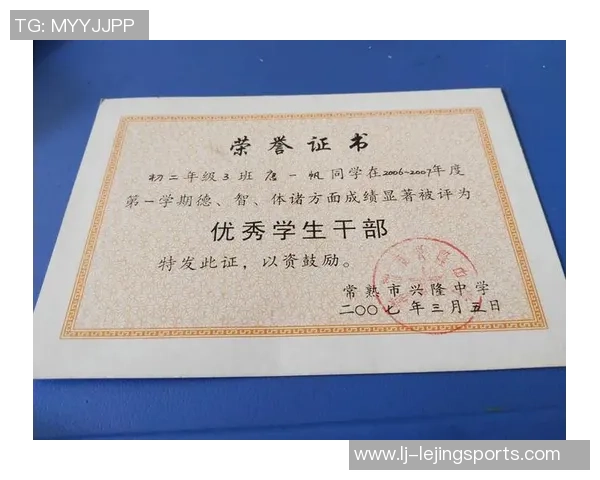 TG: MYYJJPP
荣誉证书
初二年级3班唐一帆同学在2006~2007年度
第一学期德、智、体诸方面成绩显著被评为
优秀学生干部
特发此证，以资鼓励。
常熟市兴隆中学
二〇〇七年三月五日
www.lj-lejingsports.com